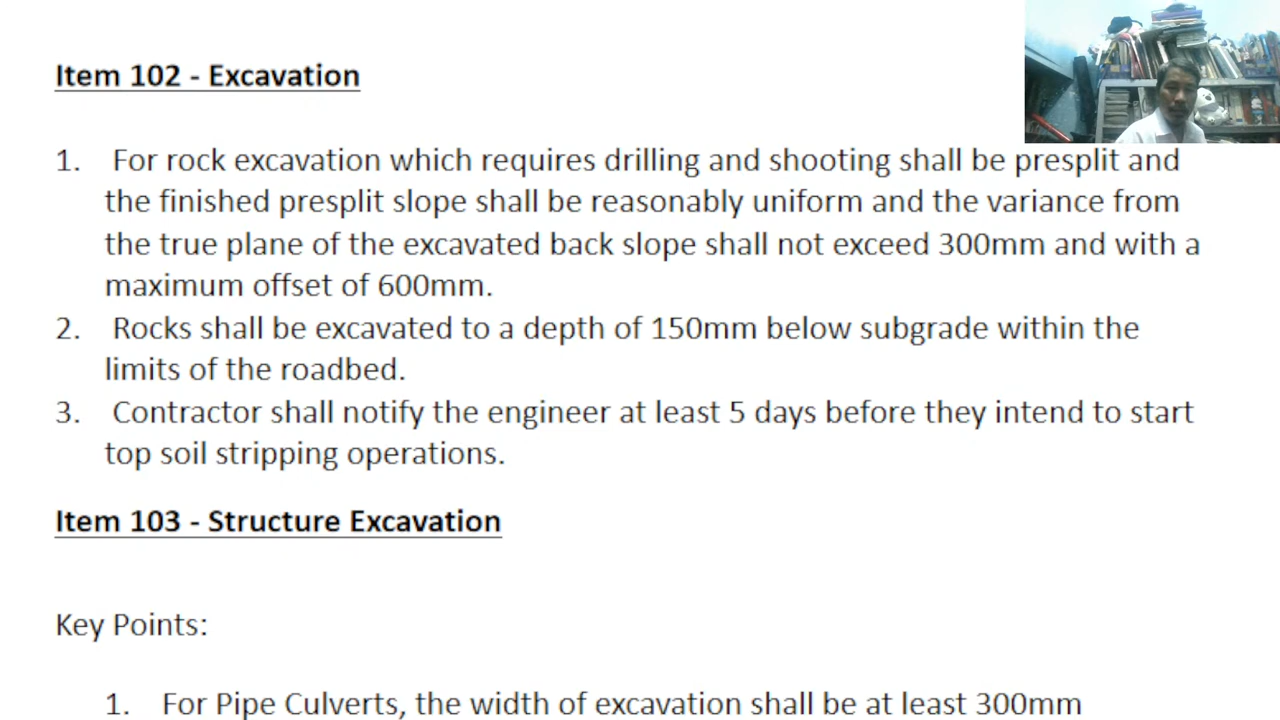 Item 102 - Excavation
1. For rock excavation which requires drilling and shooting shall be presplit and
the finished presplit slope shall be reasonably uniform and the variance from
the true plane of the excavated back slope shall not exceed 300mm and with a
maximum offset of 600mm.
2. Rocks shall be excavated to a depth of 150mm below subgrade within the
limits of the roadbed.
3. Contractor shall notify the engineer at least 5 days before they intend to start
top soil stripping operations.
Item 103 - Structure Excavation
Key Points:
1. For Pipe Culverts, the width of excavation shall be at least 300mm